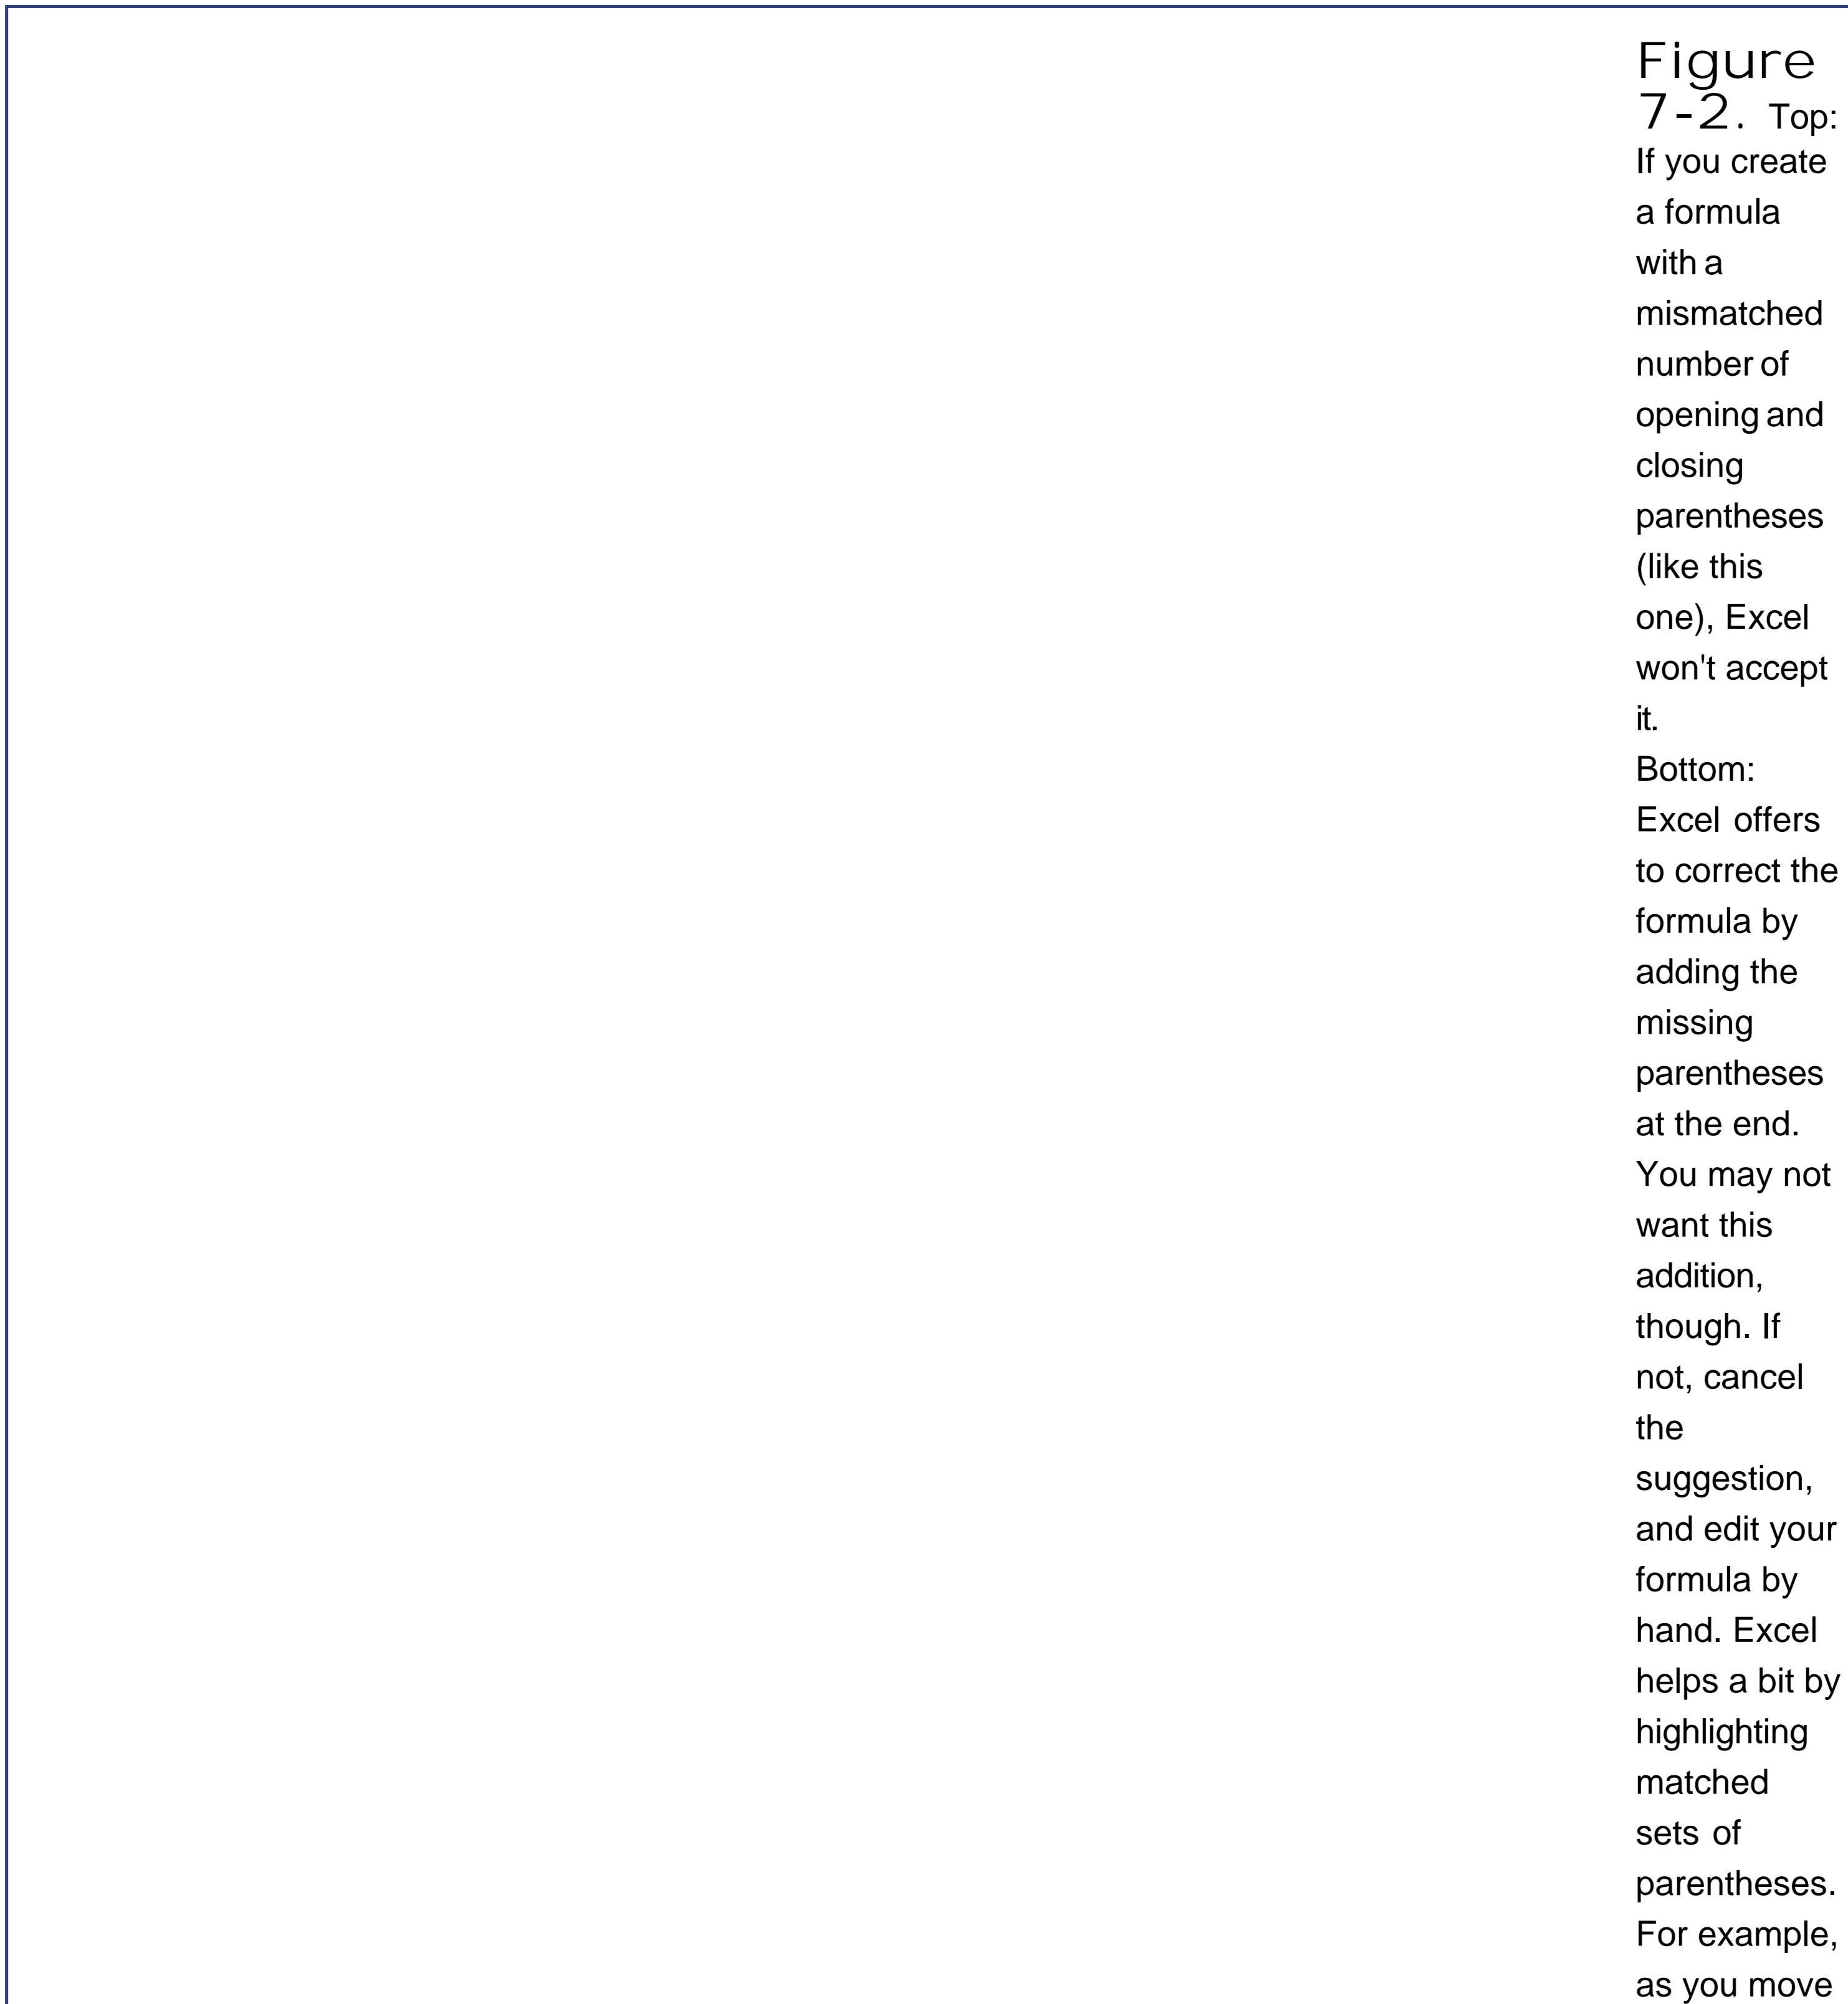 Figure
7-2. Top:
If you create
a formula
with a
mismatched
number of
opening and
closing
parentheses
(like this
one), Excel
won't accept
it.
Bottom:
Excel offers
to correct the
formula by
adding the
missing
parentheses
at the end.
You may not
want this
addition,
though. If
not, cancel
the
suggestion,
and edit your
formula by
hand. Excel
helps a bit by
highlighting
matched
sets of
parentheses.
For example,
as you move